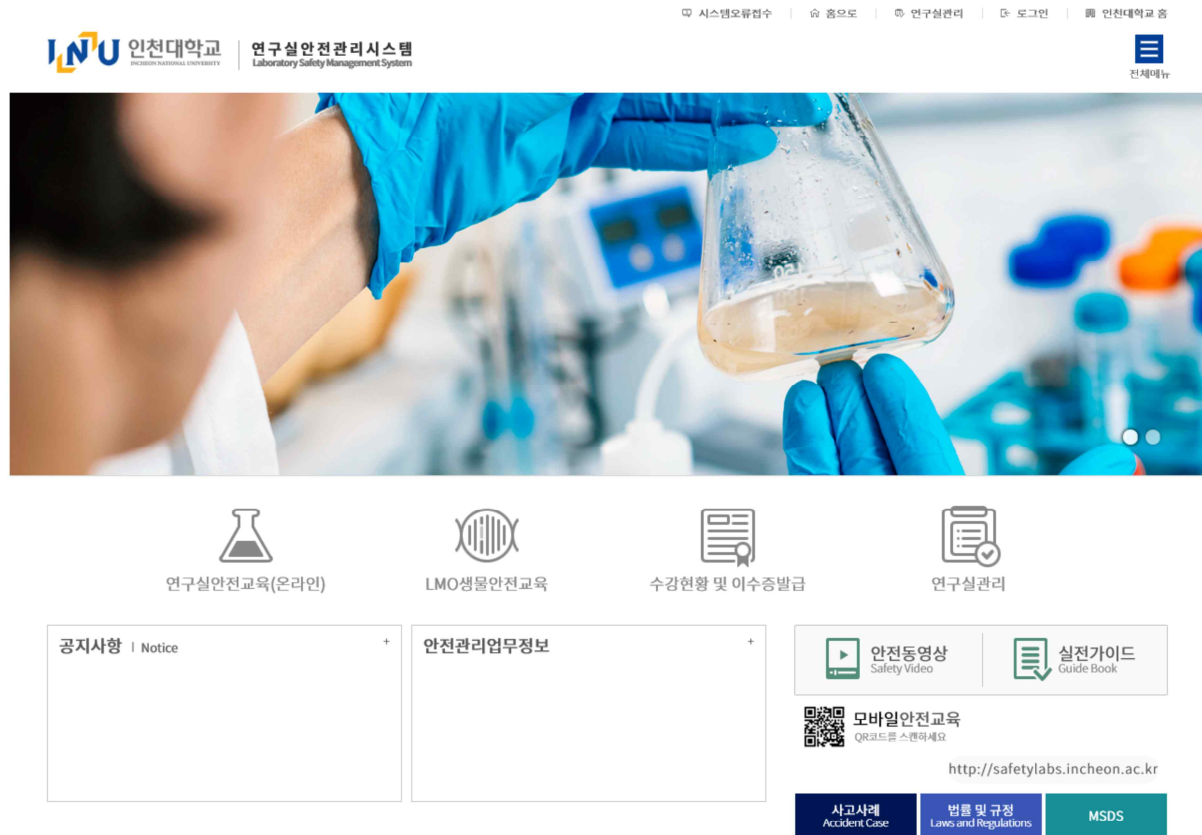 시스템오류접수
홈으로
연구실관리
로그인
인천대학교 홈
INU 인천대학교
INCHEON NATIONAL UNIVERSITY
연구실안전관리시스템
Laboratory Safety Management System
전체메뉴
연구실안전교육(온라인)
LMO생물안전교육
수강현황 및 이수증발급
연구실관리
공지사항 | Notice +
안전관리업무정보 +
안전동영상
Safety Video
실전가이드
Guide Book
모바일안전교육
QR코드를 스캔하세요
http://safetylabs.incheon.ac.kr
사고사례
Accident Case
법률 및 규정
Laws and Regulations
MSDS